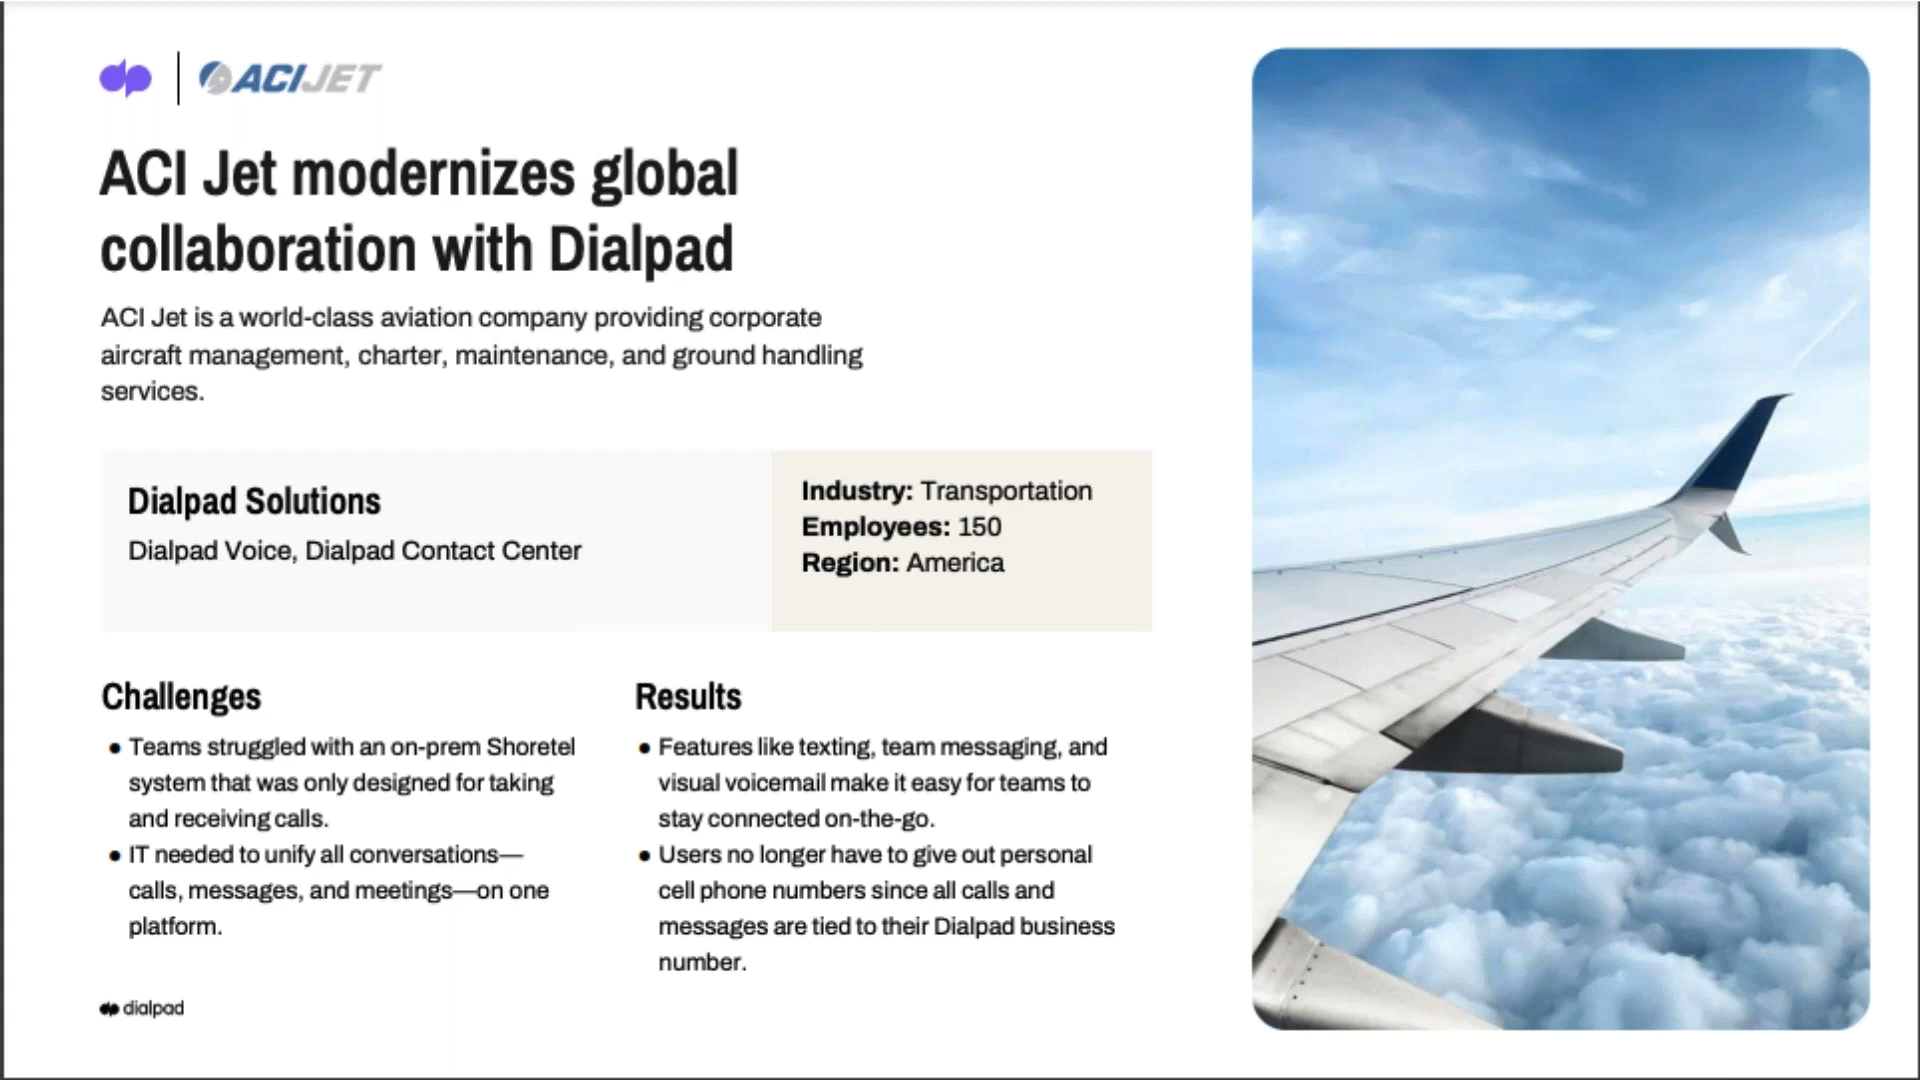 ACI JET
ACI Jet modernizes global
collaboration with Dialpad
ACI Jet is a world-class aviation company providing corporate
aircraft management, charter, maintenance, and ground handling
services.
Dialpad Solutions
Dialpad Voice, Dialpad Contact Center
Industry: Transportation
Employees: 150
Region: America
Challenges
● Teams struggled with an on-prem Shoretel
system that was only designed for taking
and receiving calls.
● IT needed to unify all conversations—
calls, messages, and meetings—on one
platform.
Results
● Features like texting, team messaging, and
visual voicemail make it easy for teams to
stay connected on-the-go.
● Users no longer have to give out personal
cell phone numbers since all calls and
messages are tied to their Dialpad business
number.
dialpad